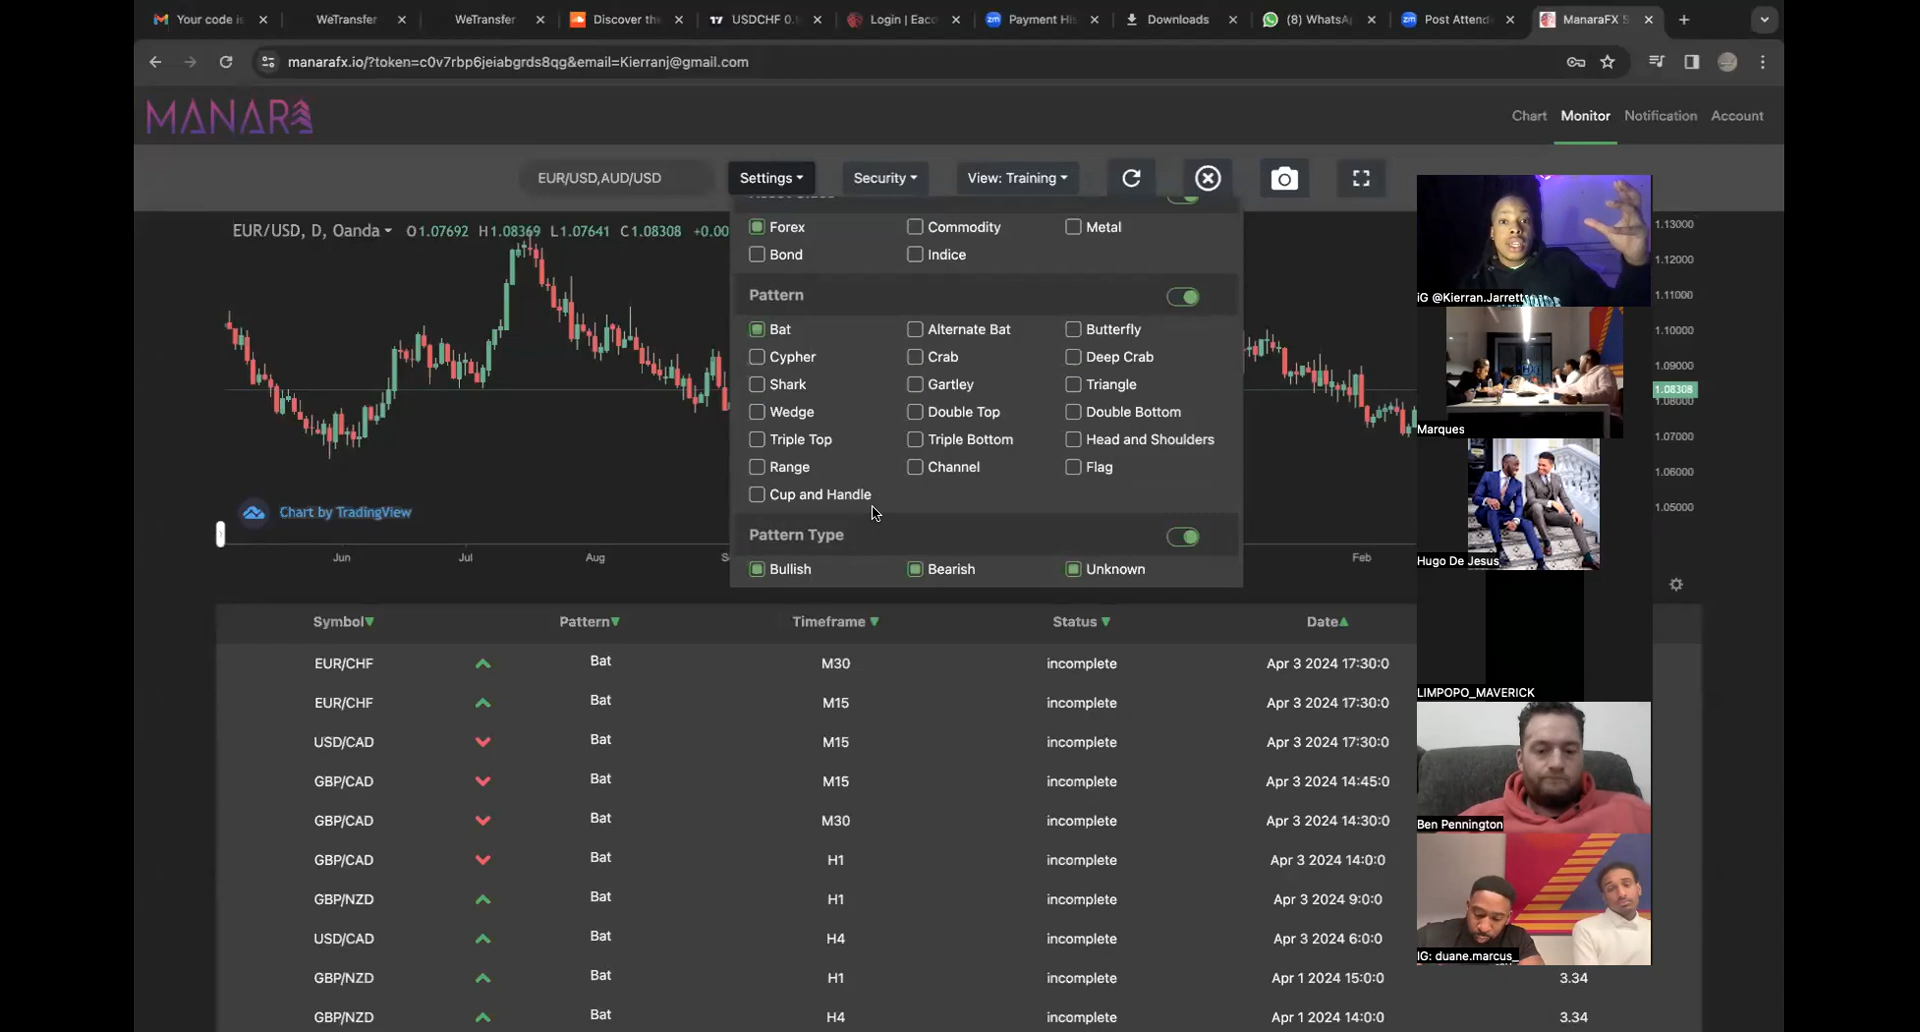 Your code is
WeTransfer
WeTransfer
Discover the
USDCHF 0.
Login | Eaco
Payment His
Downloads
(8) WhatsA
Post Attend
ManaraFX S
manarafx.io/?token=c0v7rbp6jeiabgrds8qg&email=Kierranj@gmail.com
MANAR
Chart Monitor Notification Account
EUR/USD,AUD/USD
Settings
Security
View: Training
EUR/USD, D, Oanda O1.07692 H1.08369 L1.07641 C1.08308 +0.00
Forex Commodity Metal
Bond Indice
Pattern
Bat Alternate Bat Butterfly
Cypher Crab Deep Crab
Shark Gartley Triangle
Wedge Double Top Double Bottom
Triple Top Triple Bottom Head and Shoulders
Range Channel Flag
Cup and Handle
Pattern Type
Bullish Bearish Unknown
Chart by TradingView
Jun Jul Aug S Feb
1.13000
1.12000
1.11000
1.10000
1.09000
1.08308
1.08000
1.07000
1.06000
1.05000
iG @Kierran.Jarrett
Marques
Hugo De Jesus
LIMPOPO_MAVERICK
Ben Pennington
IG: duane.marcus_
Symbol Pattern Timeframe Status Date
EUR/CHF Bat M30 incomplete Apr 3 2024 17:30:0
EUR/CHF Bat M15 incomplete Apr 3 2024 17:30:0
USD/CAD Bat M15 incomplete Apr 3 2024 17:30:0
GBP/CAD Bat M15 incomplete Apr 3 2024 14:45:0
GBP/CAD Bat M30 incomplete Apr 3 2024 14:30:0
GBP/CAD Bat H1 incomplete Apr 3 2024 14:0:0
GBP/NZD Bat H1 incomplete Apr 3 2024 9:0:0
USD/CAD Bat H4 incomplete Apr 3 2024 6:0:0
GBP/NZD Bat H1 incomplete Apr 1 2024 15:0:0 3.34
GBP/NZD Bat H4 incomplete Apr 1 2024 14:0:0 3.34